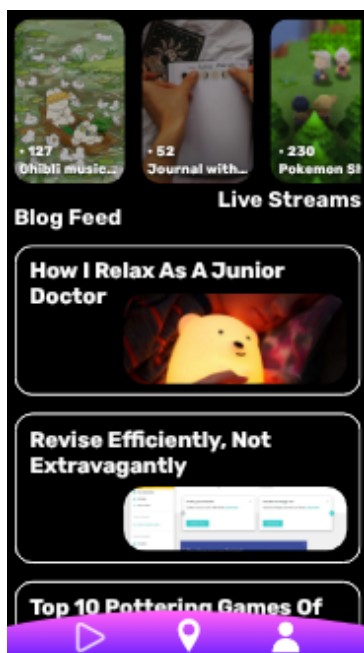 • 127
Ghibli music...
• 52
Journal with...
• 230
Pokemon Sh
Live Streams
Blog Feed
How I Relax As A Junior
Doctor
Revise Efficiently, Not
Extravagantly
Top 10 Pottering Games Of